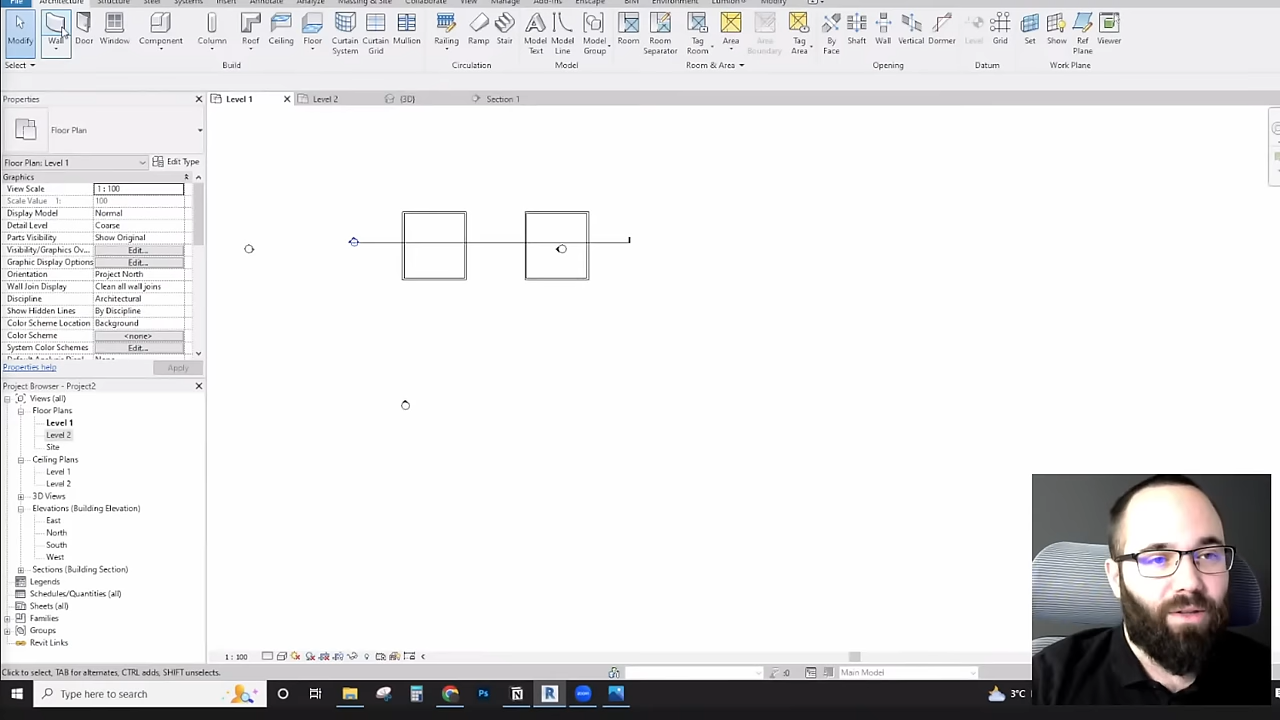 File Architecture Structure Steel Systems Insert Annotate Analyze Massing & Site Collaborate View Manage Add-Ins Enscape BIM Environment Lumion® Modify
Modify Wall Door Window Component Column Roof Ceiling Floor Curtain System Curtain Grid Mullion Railing Ramp Stair Model Text Model Line Model Group Room Room Separator Tag Room Area Area Boundary Tag Area By Face Shaft Wall Vertical Dormer Level Grid Set Show Ref Plane Viewer
Select Build Circulation Model Room & Area Opening Datum Work Plane
Properties
Level 1 Level 2 {3D} Section 1
Floor Plan
Floor Plan: Level 1 Edit Type
Graphics
View Scale 1 : 100
Scale Value 1: 100
Display Model Normal
Detail Level Coarse
Parts Visibility Show Original
Visibility/Graphics Ov... Edit...
Graphic Display Options Edit...
Orientation Project North
Wall Join Display Clean all wall joins
Discipline Architectural
Show Hidden Lines By Discipline
Color Scheme Location Background
Color Scheme <none>
System Color Schemes Edit...
Properties help Apply
Project Browser - Project2
Views (all)
Floor Plans
Level 1
Level 2
Site
Ceiling Plans
Level 1
Level 2
3D Views
Elevations (Building Elevation)
East
North
South
West
Sections (Building Section)
Legends
Schedules/Quantities (all)
Sheets (all)
Families
Groups
Revit Links
1 : 100
Click to select, TAB for alternates, CTRL adds, SHIFT unselects.
:0 Main Model
Type here to search
3°C